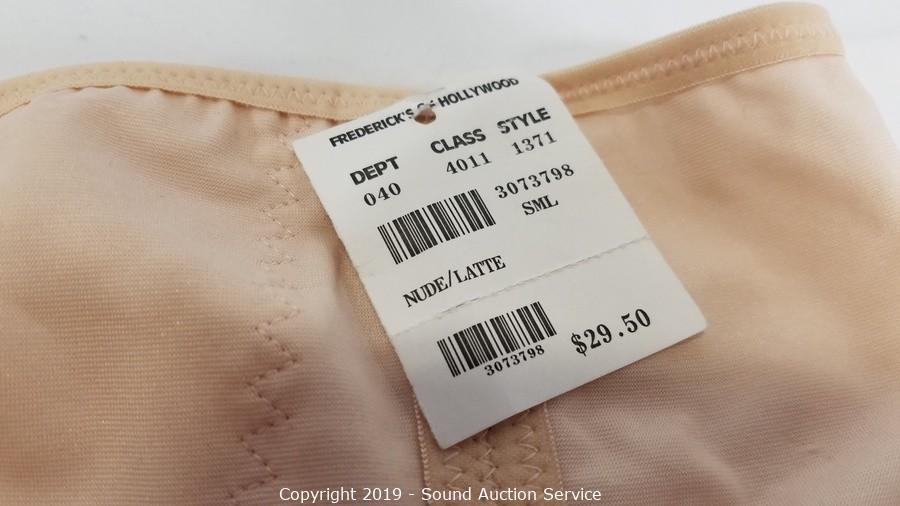 FREDERICK'S OF HOLLYWOOD
DEPT CLASS STYLE
040 4011 1371
3073798
SML
NUDE/LATTE
3073798
$29.50
Copyright 2019 - Sound Auction Service